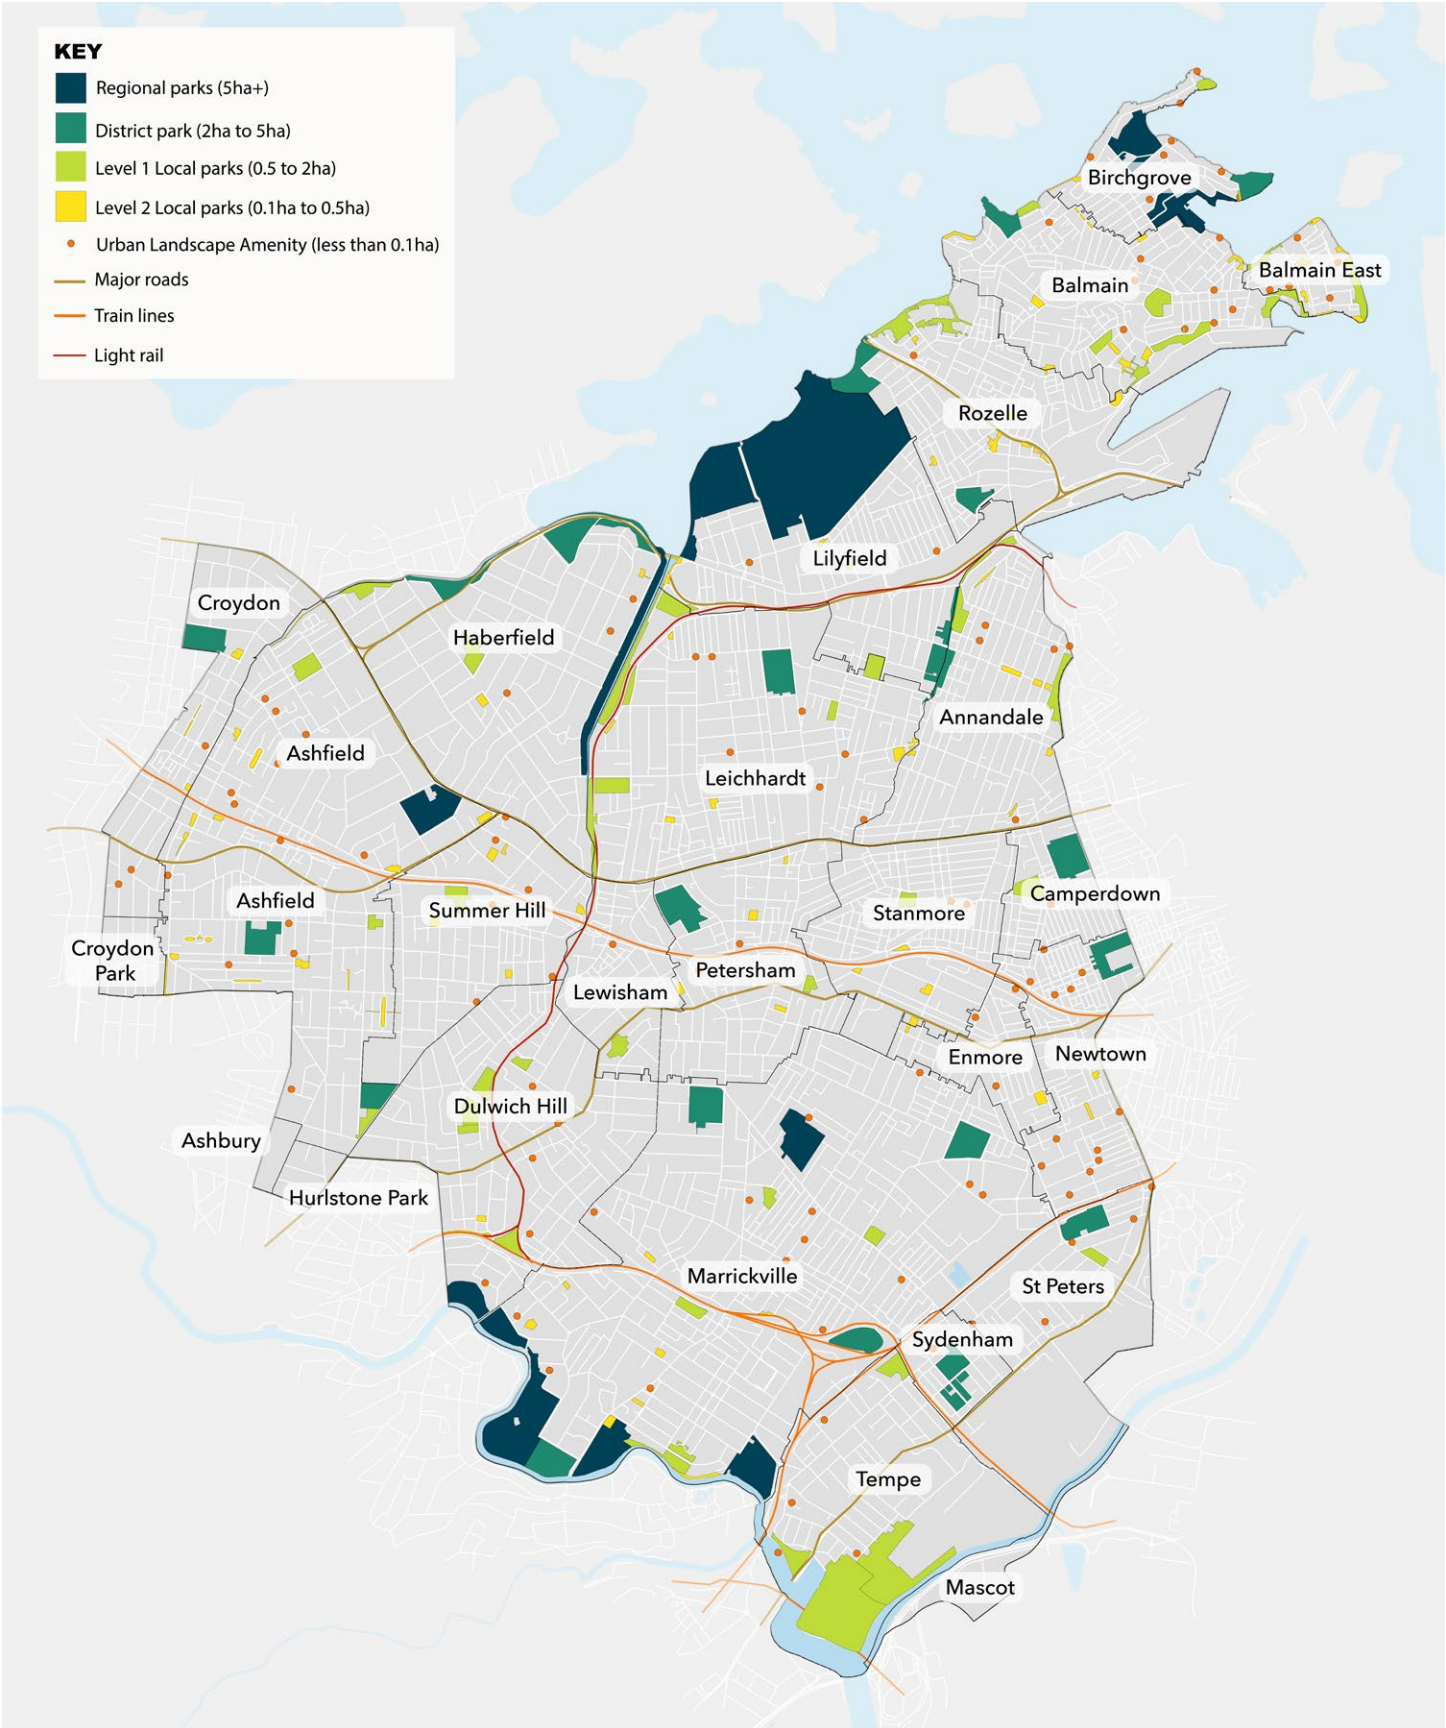 KEY
Regional parks (5ha+)
District park (2ha to 5ha)
Level 1 Local parks (0.5 to 2ha)
Level 2 Local parks (0.1ha to 0.5ha)
Urban Landscape Amenity (less than 0.1ha)
Major roads
Train lines
Light rail
Birchgrove
Balmain East
Balmain
Rozelle
Lilyfield
Croydon
Haberfield
Annandale
Ashfield
Leichhardt
Camperdown
Ashfield
Summer Hill
Stanmore
Croydon
Park
Petersham
Lewisham
Enmore
Newtown
Dulwich Hill
Ashbury
Hurlstone Park
Marrickville
St Peters
Sydenham
Tempe
Mascot